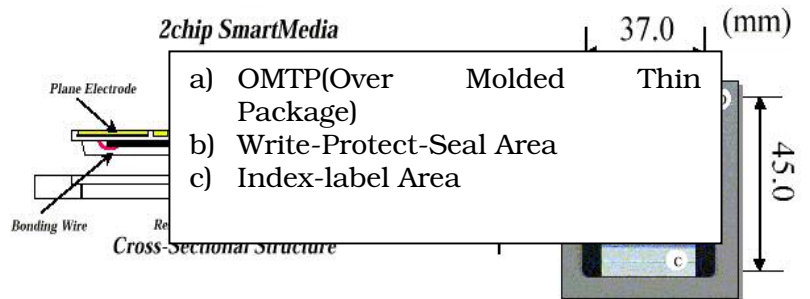 2chip SmartMedia
37.0 (mm)
Plane Electrode
a) OMTP(Over Molded Thin
Package)
b) Write-Protect-Seal Area
c) Index-label Area
45.0
Bonding Wire
Cross-Sectional Structure
c